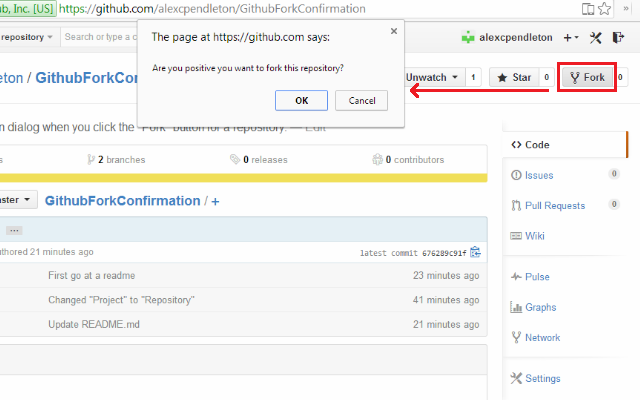 ub, Inc. [US] https://github.com/alexcpendleton/GithubForkConfirmation
repository Search or type a c
The page at https://github.com says:
Are you positive you want to fork this repository?
OK Cancel
alexcpendleton
eton / GithubForkCon
Unwatch 1 Star 0 Fork 0
n dialog when you click the "Fork" button for a repository. — Edit
s 2 branches 0 releases 0 contributors
aster GithubForkConfirmation / +
...
uthored 21 minutes ago latest commit 676289c91f
First go at a readme 23 minutes ago
Changed "Project" to "Repository" 41 minutes ago
Update README.md 21 minutes ago
Code
Issues 0
Pull Requests 0
Wiki
Pulse
Graphs
Network
Settings